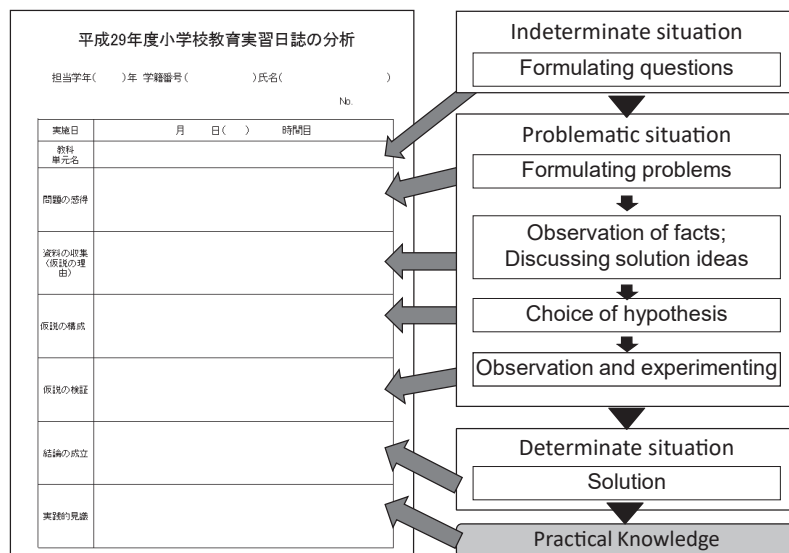 平成29年度小学校教育実習日誌の分析
担当学年(　　)年 学籍番号(　　　　　)氏名(　　　　　　　　)
No.
実施日
月　　日(　)　　時間目
教科
単元名
問題の感得
資料の収集
(仮説の理
由)
仮説の構成
仮説の検証
結論の成立
実践的見識
Indeterminate situation
Formulating questions
Problematic situation
Formulating problems
Observation of facts;
Discussing solution ideas
Choice of hypothesis
Observation and experimenting
Determinate situation
Solution
Practical Knowledge